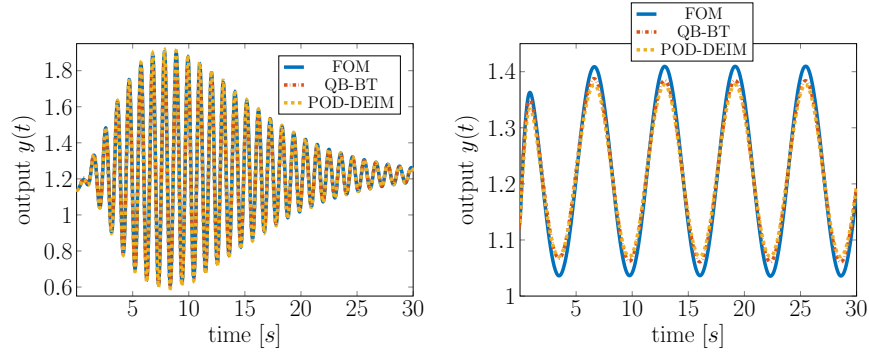 FOM
QB-BT
POD-DEIM
1.8
1.6
1.4
1.2
1
0.8
0.6
5
10
15
20
25
30
output y(t)
time [s]
FOM
QB-BT
POD-DEIM
1.4
1.3
1.2
1.1
1
5
10
15
20
25
30
output y(t)
time [s]